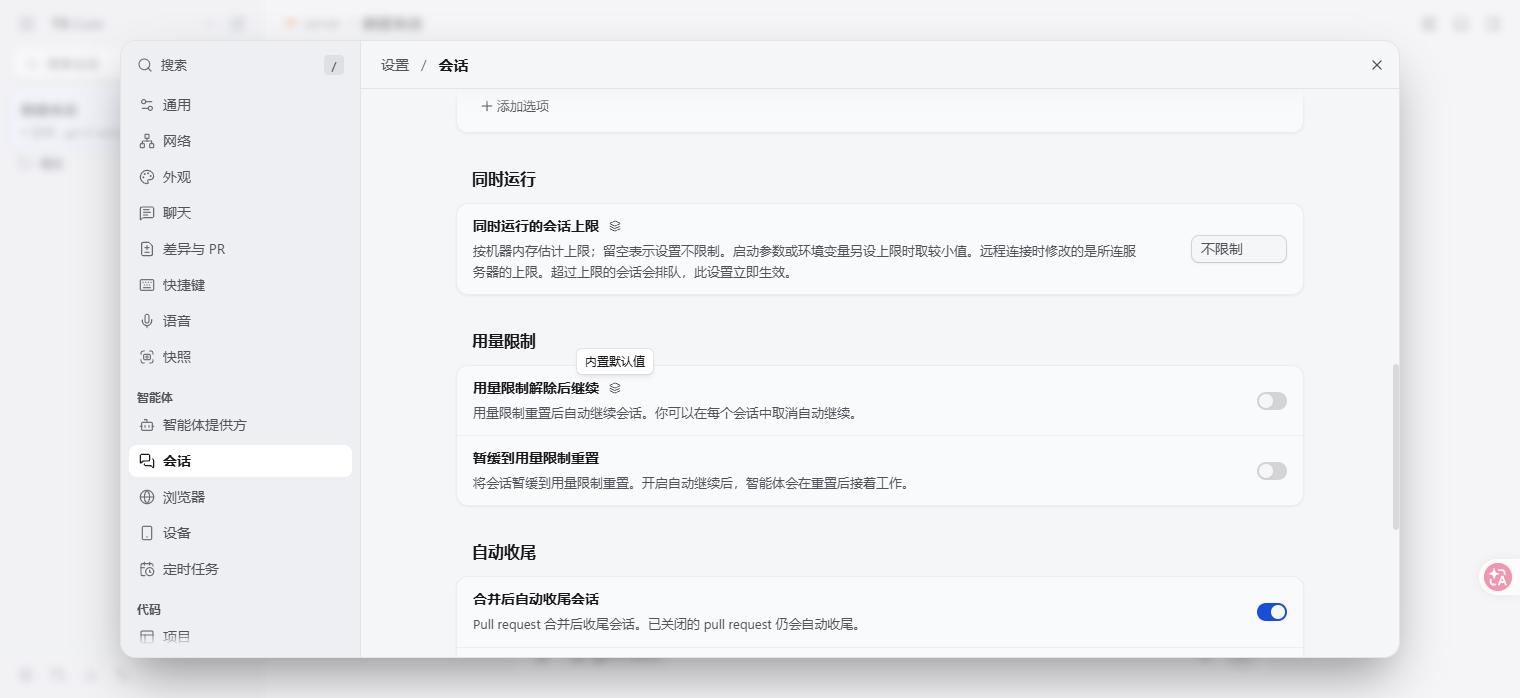 搜索
/
通用
网络
外观
聊天
差异与 PR
快捷键
语音
快照
智能体
智能体提供方
会话
浏览器
设备
定时任务
代码
项目
设置 / 会话
添加选项
同时运行
同时运行的会话上限
按机器内存估计上限；留空表示设置不限制。启动参数或环境变量另设上限时取较小值。远程连接时修改的是所连服
务器的上限。超过上限的会话会排队，此设置立即生效。
不限制
用量限制
内置默认值
用量限制解除后继续
用量限制重置后自动继续会话。你可以在每个会话中取消自动继续。
暂缓到用量限制重置
将会话暂缓到用量限制重置。开启自动继续后，智能体会在重置后接着工作。
自动收尾
合并后自动收尾会话
Pull request 合并后收尾会话。已关闭的 pull request 仍会自动收尾。